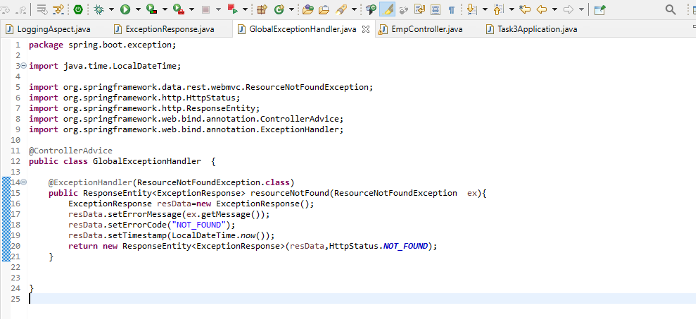 LoggingAspect.java
ExceptionResponse.java
GlobalExceptionHandler.java
EmpController.java
Task3Application.java
1 package spring.boot.exception;
2
3 import java.time.LocalDateTime;
4
5 import org.springframework.data.rest.webmvc.ResourceNotFoundException;
6 import org.springframework.http.HttpStatus;
7 import org.springframework.http.ResponseEntity;
8 import org.springframework.web.bind.annotation.ControllerAdvice;
9 import org.springframework.web.bind.annotation.ExceptionHandler;
10
11 @ControllerAdvice
12 public class GlobalExceptionHandler {
13
14 @ExceptionHandler(ResourceNotFoundException.class)
15 public ResponseEntity<ExceptionResponse> resourceNotFound(ResourceNotFoundException ex){
16 ExceptionResponse resData=new ExceptionResponse();
17 resData.setErrorMessage(ex.getMessage());
18 resData.setErrorCode("NOT_FOUND");
19 resData.setTimestamp(LocalDateTime.now());
20 return new ResponseEntity<ExceptionResponse>(resData,HttpStatus.NOT_FOUND);
21 }
22
23
24 }
25